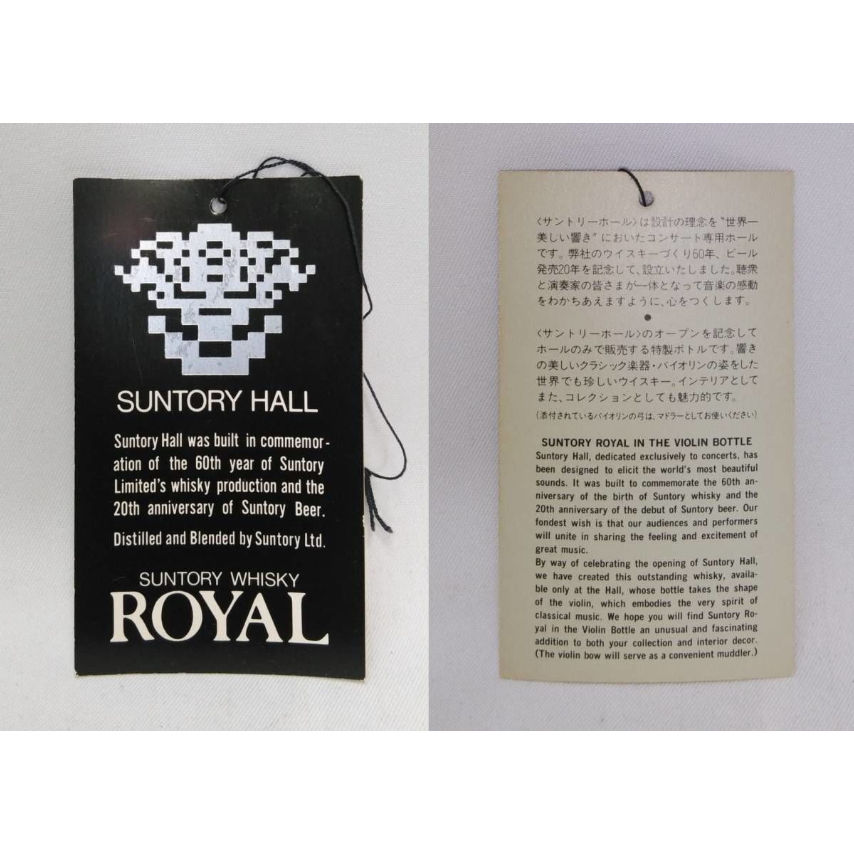 SUNTORY HALL
Suntory Hall was built in commemor-
ation of the 60th year of Suntory
Limited's whisky production and the
20th anniversary of Suntory Beer.
Distilled and Blended by Suntory Ltd.
SUNTORY WHISKY
ROYAL
〈サントリーホール〉は設計の理念を“世界一
美しい響き”においたコンサート専用ホール
です。弊社のウイスキーづくり60年、ビール
発売20年を記念して、設立いたしました。聴衆
と演奏家の皆さまが一体となって音楽の感動
をわかちあえますように、心をつくします。
●
〈サントリーホール〉のオープンを記念して
ホールのみで販売する特製ボトルです。響き
の美しいクラシック楽器・バイオリンの姿をした
世界でも珍しいウイスキー。インテリアとして
また、コレクションとしても魅力的です。
(添付されているバイオリンの弓は、マドラーとしてお使いください)
SUNTORY ROYAL IN THE VIOLIN BOTTLE
Suntory Hall, dedicated exclusively to concerts, has
been designed to elicit the world's most beautiful
sounds. It was built to commemorate the 60th an-
niversary of the birth of Suntory whisky and the
20th anniversary of the debut of Suntory beer. Our
fondest wish is that our audiences and performers
will unite in sharing the feeling and excitement of
great music.
By way of celebrating the opening of Suntory Hall,
we have created this outstanding whisky, availa-
ble only at the Hall, whose bottle takes the shape
of the violin, which embodies the very spirit of
classical music. We hope you will find Suntory Ro-
yal in the Violin Bottle an unusual and fascinating
addition to both your collection and interior decor.
(The violin bow will serve as a convenient muddler.)